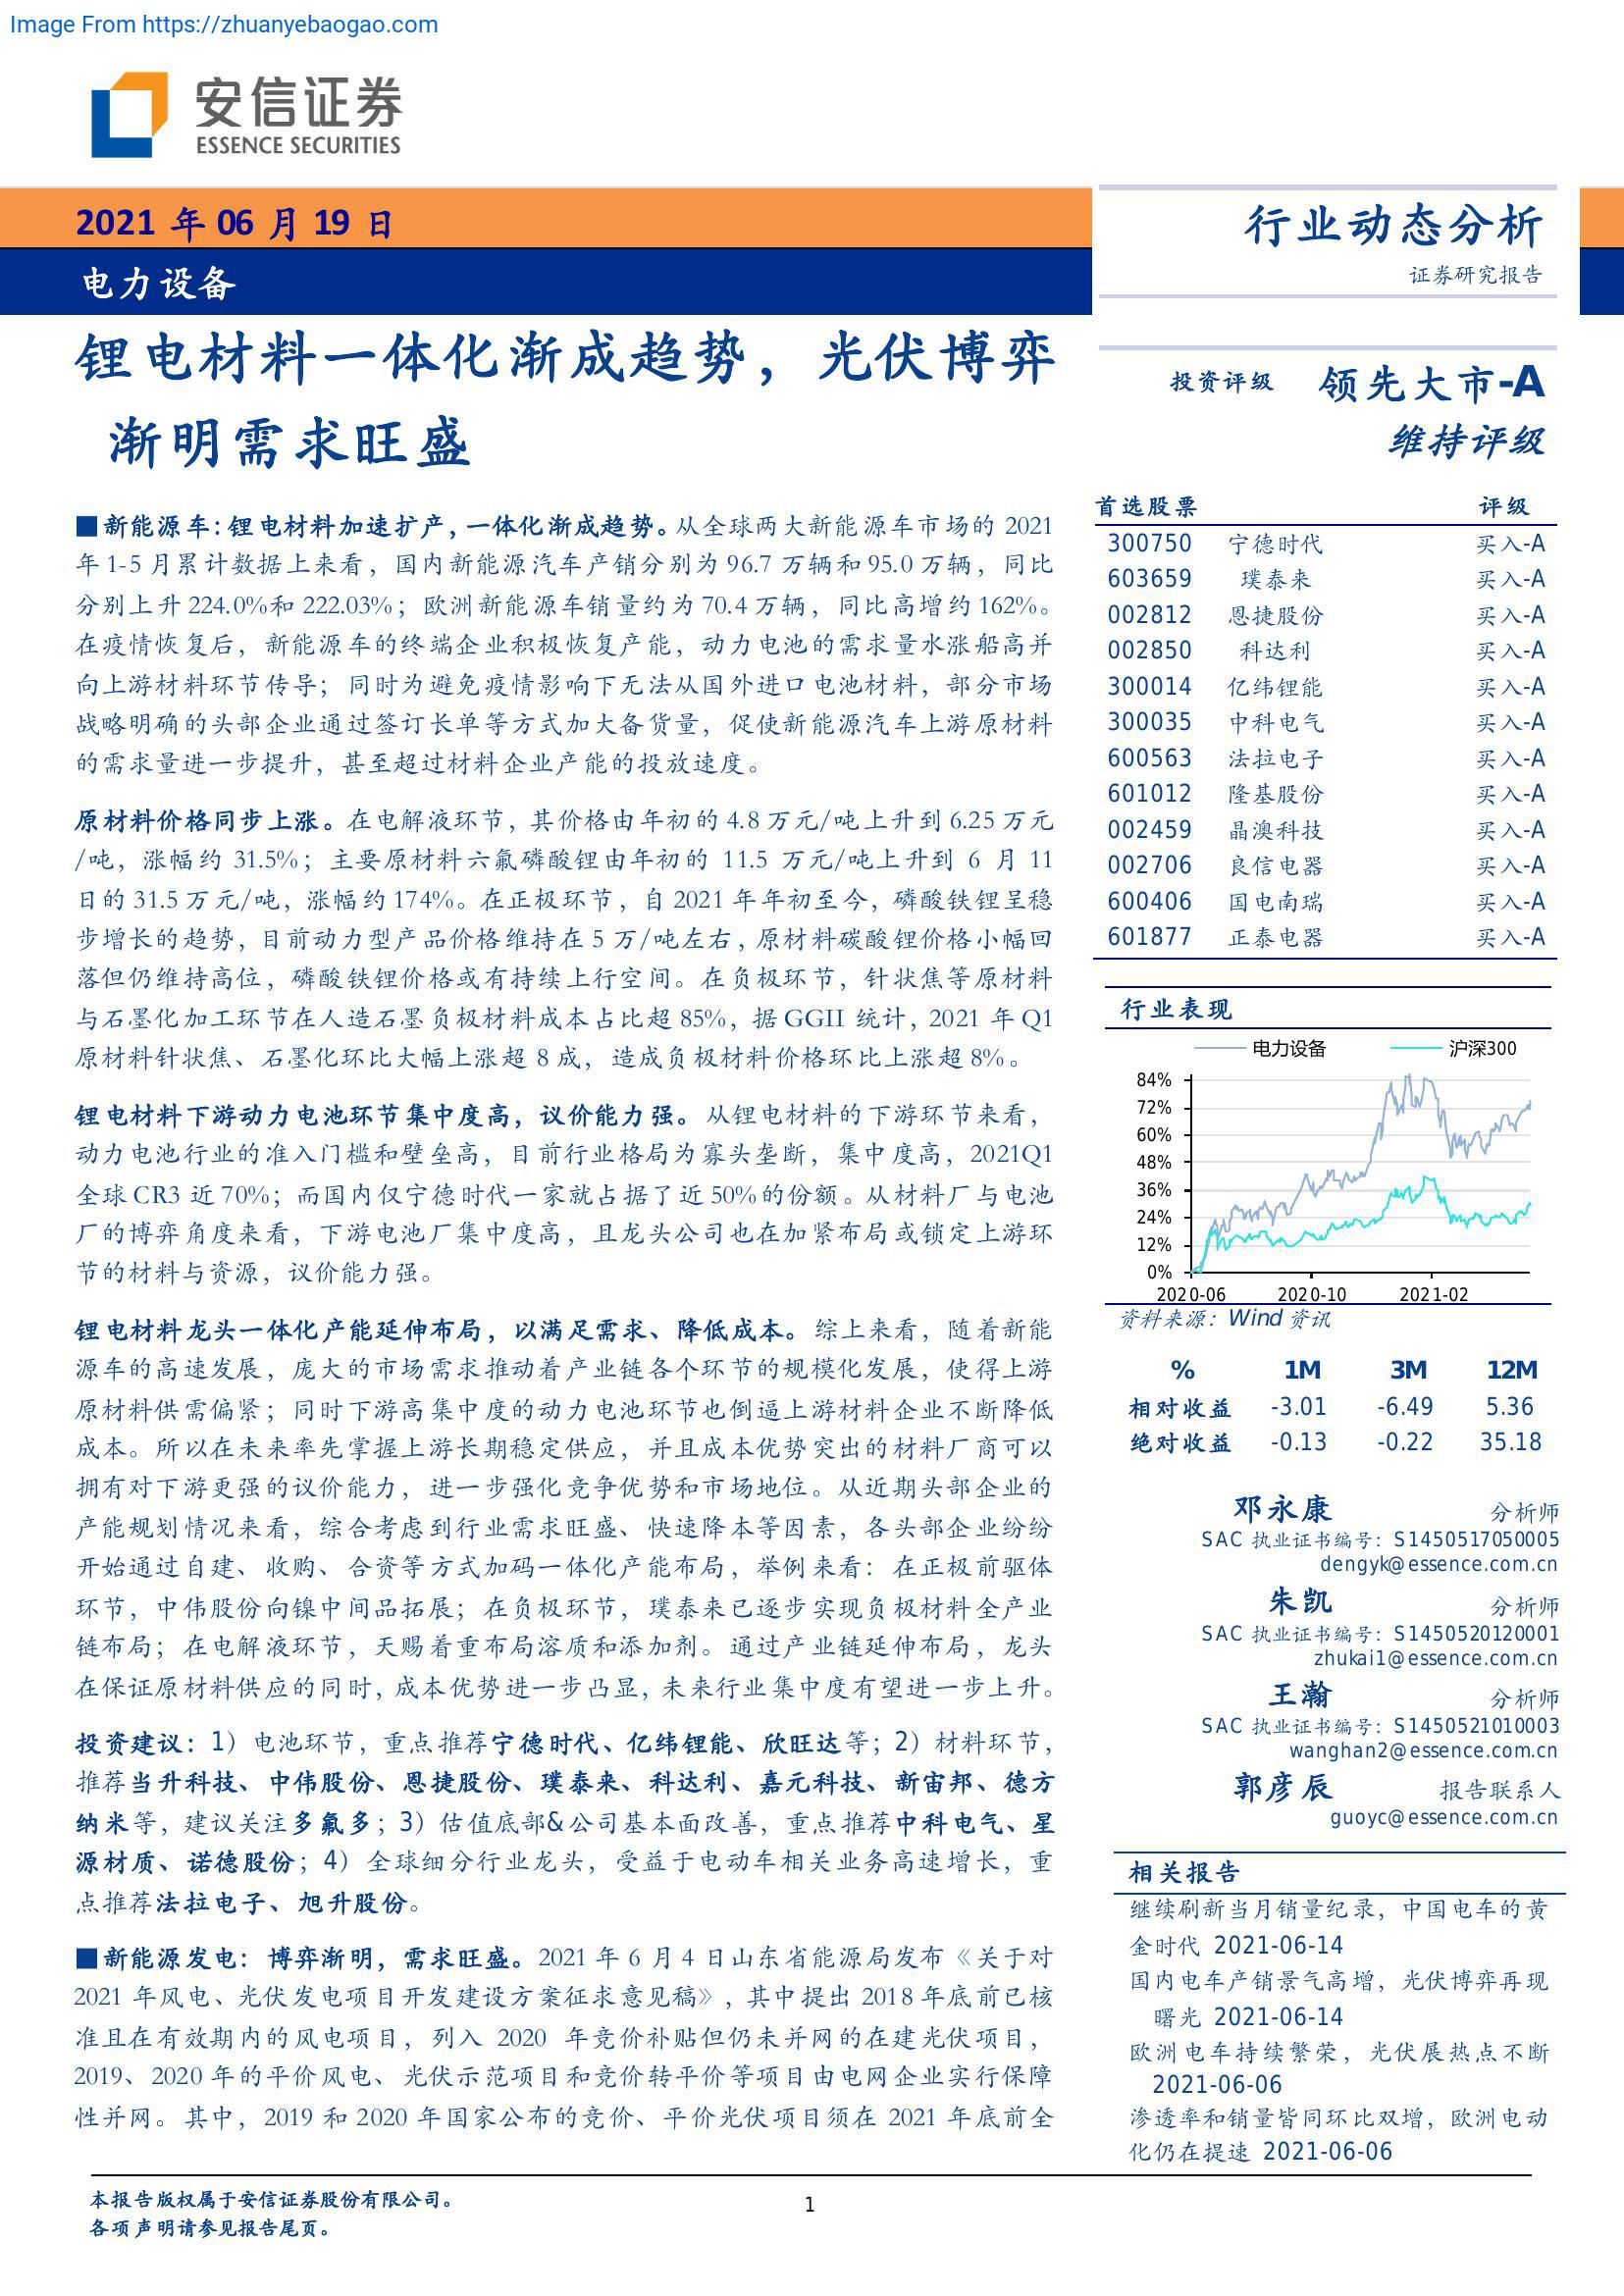 Image From https://zhuanyebaogao.com
安信证券
ESSENCE SECURITIES
2021 年 06 月 19 日
电力设备
行业动态分析
证券研究报告
锂电材料一体化渐成趋势，光伏博弈
渐明需求旺盛
■新能源车：锂电材料加速扩产，一体化渐成趋势。从全球两大新能源车市场的 2021
年 1-5 月累计数据上来看，国内新能源汽车产销分别为 96.7 万辆和 95.0 万辆，同比
分别上升 224.0%和 222.03%；欧洲新能源车销量约为 70.4 万辆，同比高增约 162%。
在疫情恢复后，新能源车的终端企业积极恢复产能，动力电池的需求量水涨船高并
向上游材料环节传导；同时为避免疫情影响下无法从国外进口电池材料，部分市场
战略明确的头部企业通过签订长单等方式加大备货量，促使新能源汽车上游原材料
的需求量进一步提升，甚至超过材料企业产能的投放速度。
原材料价格同步上涨。在电解液环节，其价格由年初的 4.8 万元/吨上升到 6.25 万元
/吨，涨幅约 31.5%；主要原材料六氟磷酸锂由年初的 11.5 万元/吨上升到 6 月 11
日的 31.5 万元/吨，涨幅约 174%。在正极环节，自 2021 年年初至今，磷酸铁锂呈稳
步增长的趋势，目前动力型产品价格维持在 5 万/吨左右，原材料碳酸锂价格小幅回
落但仍维持高位，磷酸铁锂价格或有持续上行空间。在负极环节，针状焦等原材料
与石墨化加工环节在人造石墨负极材料成本占比超 85%，据 GGII 统计，2021 年 Q1
原材料针状焦、石墨化环比大幅上涨超 8 成，造成负极材料价格环比上涨超 8%。
锂电材料下游动力电池环节集中度高，议价能力强。从锂电材料的下游环节来看，
动力电池行业的准入门槛和壁垒高，目前行业格局为寡头垄断，集中度高，2021Q1
全球 CR3 近 70%；而国内仅宁德时代一家就占据了近 50%的份额。从材料厂与电池
厂的博弈角度来看，下游电池厂集中度高，且龙头公司也在加紧布局或锁定上游环
节的材料与资源，议价能力强。
锂电材料龙头一体化产能延伸布局，以满足需求、降低成本。综上来看，随着新能
源车的高速发展，庞大的市场需求推动着产业链各个环节的规模化发展，使得上游
原材料供需偏紧；同时下游高集中度的动力电池环节也倒逼上游材料企业不断降低
成本。所以在未来率先掌握上游长期稳定供应，并且成本优势突出的材料厂商可以
拥有对下游更强的议价能力，进一步强化竞争优势和市场地位。从近期头部企业的
产能规划情况来看，综合考虑到行业需求旺盛、快速降本等因素，各头部企业纷纷
开始通过自建、收购、合资等方式加码一体化产能布局，举例来看：在正极前驱体
环节，中伟股份向镍中间品拓展；在负极环节，璞泰来已逐步实现负极材料全产业
链布局；在电解液环节，天赐着重布局溶质和添加剂。通过产业链延伸布局，龙头
在保证原材料供应的同时，成本优势进一步凸显，未来行业集中度有望进一步上升。
投资建议：1）电池环节，重点推荐宁德时代、亿纬锂能、欣旺达等；2）材料环节，
推荐当升科技、中伟股份、恩捷股份、璞泰来、科达利、嘉元科技、新宙邦、德方
纳米等，建议关注多氟多；3）估值底部&公司基本面改善，重点推荐中科电气、星
源材质、诺德股份；4）全球细分行业龙头，受益于电动车相关业务高速增长，重
点推荐法拉电子、旭升股份。
■新能源发电：博弈渐明，需求旺盛。2021 年 6 月 4 日山东省能源局发布《关于对
2021 年风电、光伏发电项目开发建设方案征求意见稿》，其中提出 2018 年底前已核
准且在有效期内的风电项目，列入 2020 年竞价补贴但仍未并网的在建光伏项目，
2019、2020 年的平价风电、光伏示范项目和竞价转平价等项目由电网企业实行保障
性并网。其中，2019 和 2020 年国家公布的竞价、平价光伏项目须在 2021 年底前全
投资评级 领先大市-A
维持评级
首选股票 评级
300750 宁德时代 买入-A
603659 璞泰来 买入-A
002812 恩捷股份 买入-A
002850 科达利 买入-A
300014 亿纬锂能 买入-A
300035 中科电气 买入-A
600563 法拉电子 买入-A
601012 隆基股份 买入-A
002459 晶澳科技 买入-A
002706 良信电器 买入-A
600406 国电南瑞 买入-A
601877 正泰电器 买入-A
行业表现
电力设备 沪深300
84%
72%
60%
48%
36%
24%
12%
0%
2020-06 2020-10 2021-02
资料来源：Wind 资讯
% 1M 3M 12M
相对收益 -3.01 -6.49 5.36
绝对收益 -0.13 -0.22 35.18
邓永康 分析师
SAC 执业证书编号：S1450517050005
dengyk@essence.com.cn
朱凯 分析师
SAC 执业证书编号：S1450520120001
zhukai1@essence.com.cn
王瀚 分析师
SAC 执业证书编号：S1450521010003
wanghan2@essence.com.cn
郭彦辰 报告联系人
guoyc@essence.com.cn
相关报告
继续刷新当月销量纪录，中国电车的黄
金时代 2021-06-14
国内电车产销景气高增，光伏博弈再现
曙光 2021-06-14
欧洲电车持续繁荣，光伏展热点不断
2021-06-06
渗透率和销量皆同环比双增，欧洲电动
化仍在提速 2021-06-06
本报告版权属于安信证券股份有限公司。
各项声明请参见报告尾页。
1